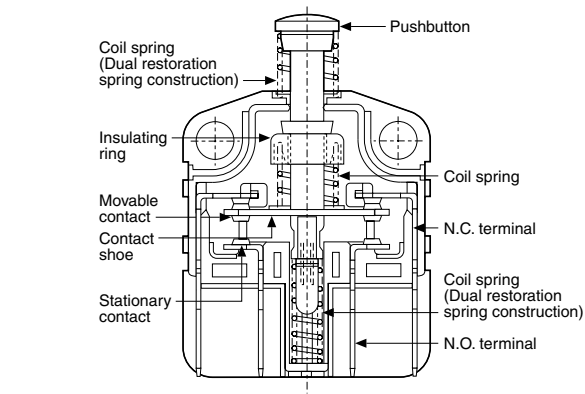 Pushbutton
Coil spring
(Dual restoration
spring construction)
Insulating
ring
Coil spring
Movable
contact
Contact
shoe
N.C. terminal
Stationary
contact
Coil spring
(Dual restoration
spring construction)
N.O. terminal